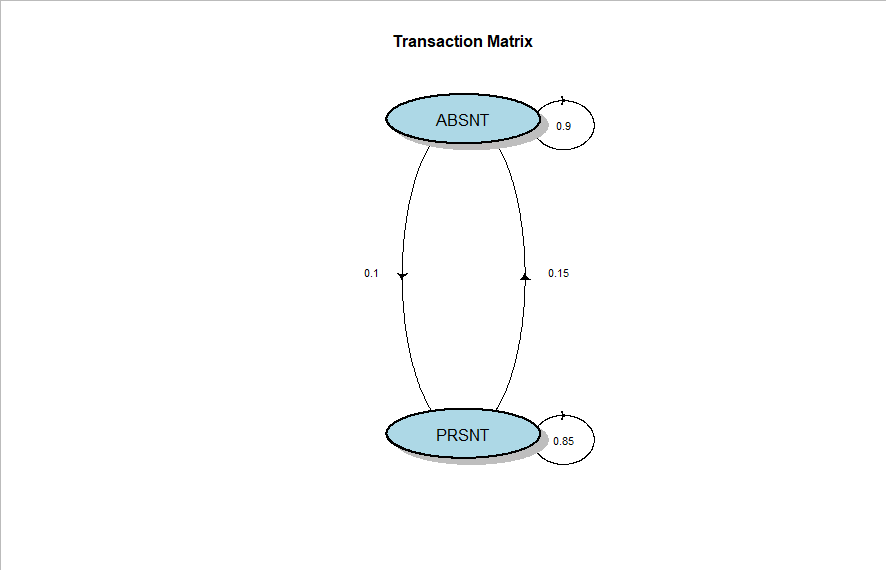 Transaction Matrix
ABSNT
0.9
0.1
0.15
PRSNT
0.85